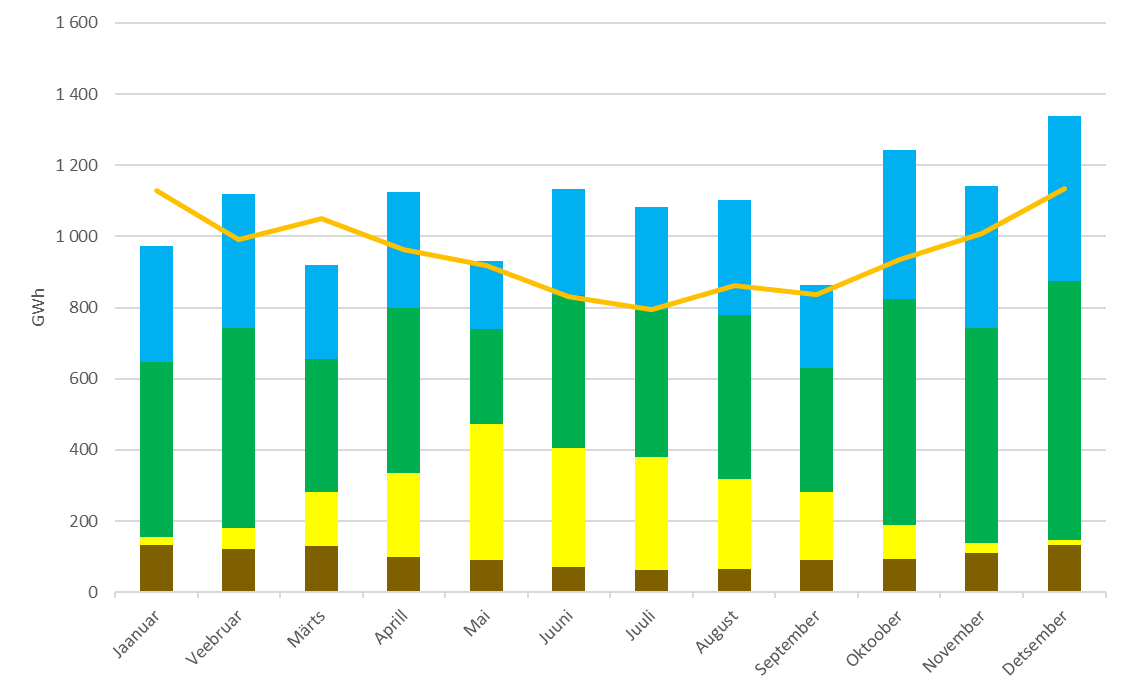 1 600
1 400
1 200
1 000
800
600
400
200
0
GWh
Jaanuar
Veebruar
Märts
Aprill
Mai
Juuni
Juuli
August
September
Oktoober
November
Detsember